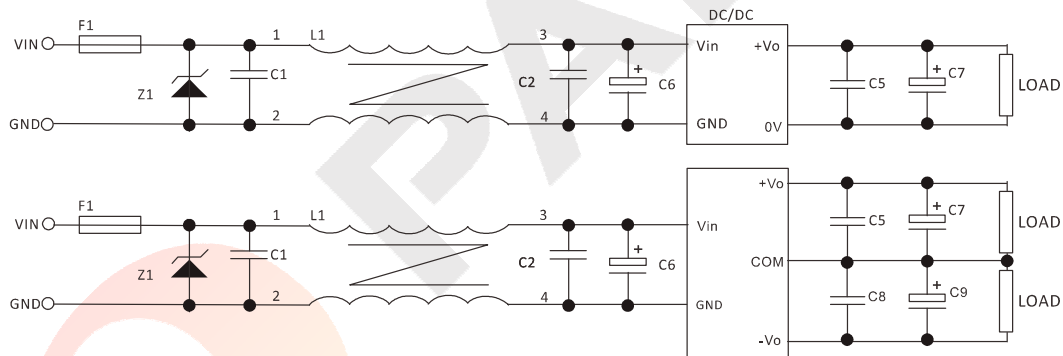 DC/DC
F1
VIN
1
L1
3
Vin
+Vo
Z1
C1
C2
+
C6
C5
+
C7
LOAD
GND
2
4
GND
0V
+Vo
F1
VIN
1
L1
3
Vin
C5
+
C7
LOAD
Z1
C1
C2
+
C6
COM
GND
2
4
GND
C8
+
C9
LOAD
-Vo